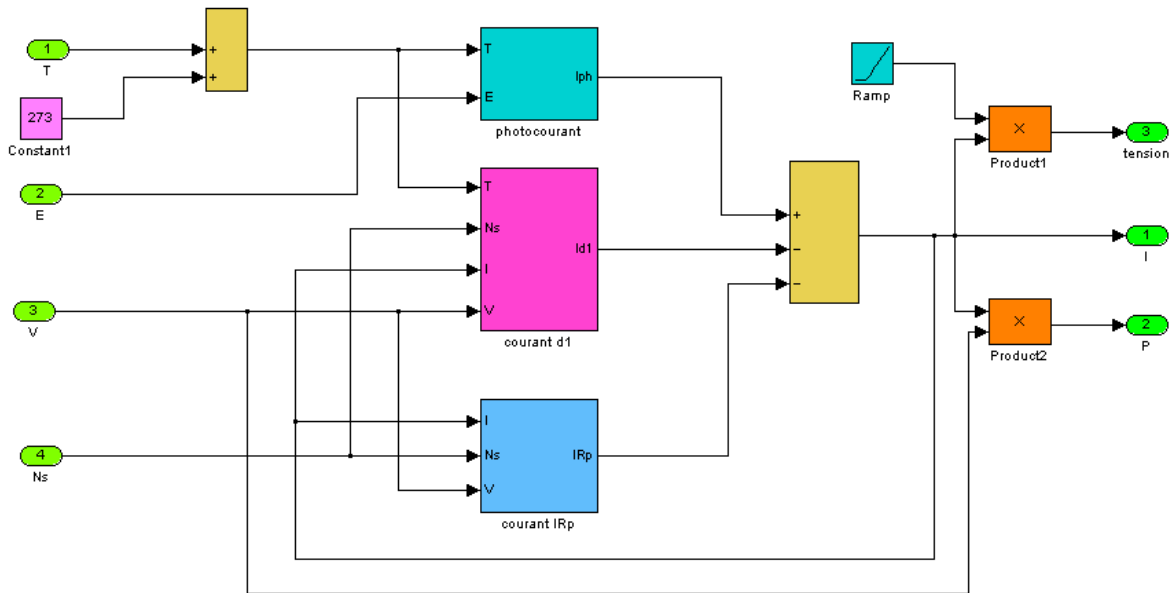 1
T
+
+
273
Constant1
2
E
3
V
4
Ns
T
E
Iph
photocourant
T
Ns
I
V
Id1
courant d1
I
Ns
V
IRp
courant IRp
+
−
−
Ramp
×
Product1
3
tension
1
I
×
Product2
2
P